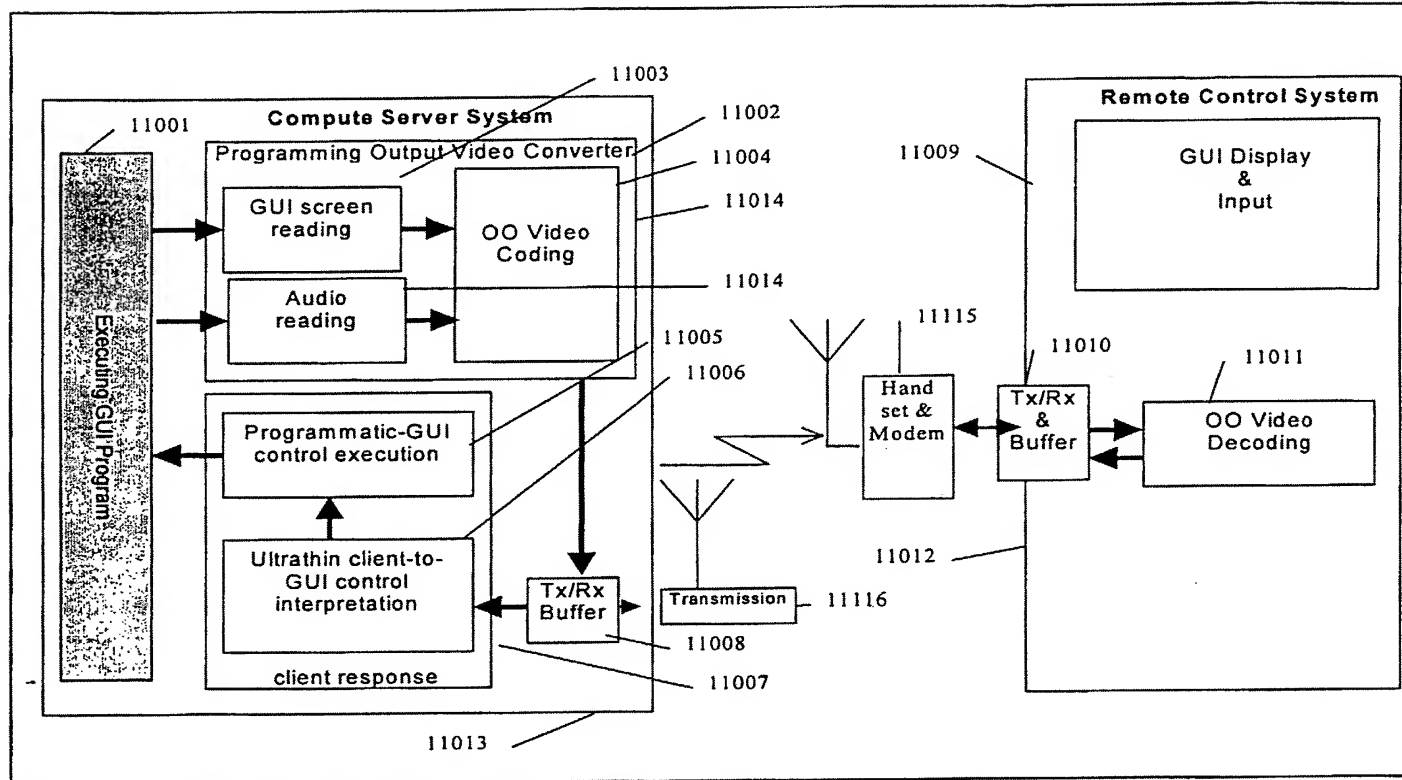 11003
Compute Server System
11001
11002
Programming Output Video Converter
11004
11014
GUI screen
reading
OO Video
Coding
Audio
reading
11014
11005
11006
Executing GUI Program
Programmatic-GUI
control execution
Ultrathin client-to-
GUI control
interpretation
Tx/Rx
Buffer
11008
client response
11007
11013
Transmission
11116
11115
Hand
set &
Modem
Remote Control System
11009
GUI Display
&
Input
11010
Tx/Rx
&
Buffer
11011
OO Video
Decoding
11012